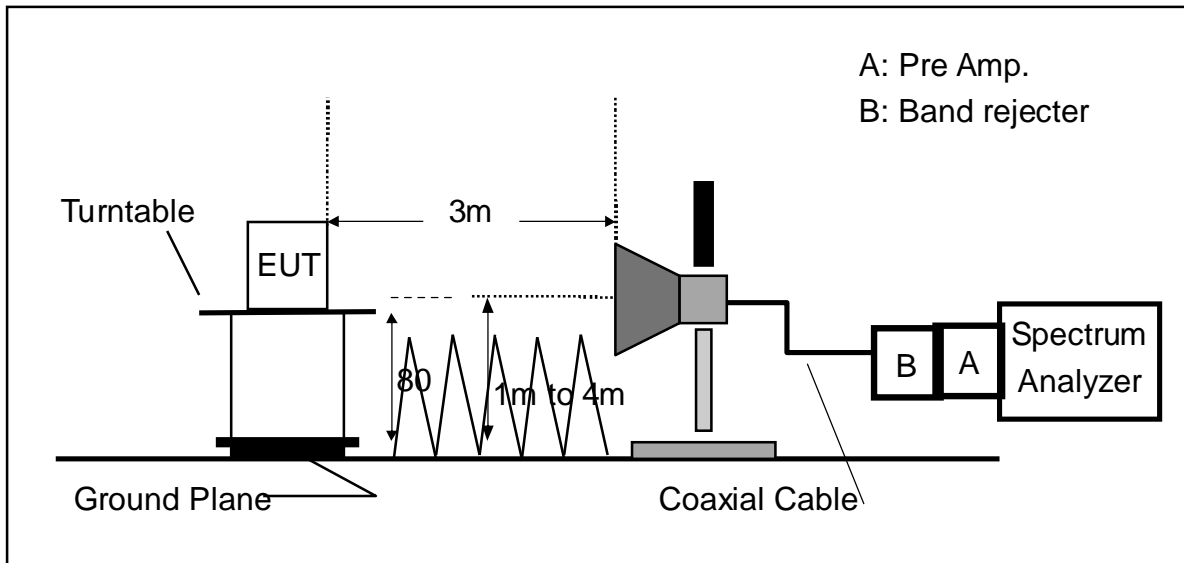 A: Pre Amp.
B: Band rejecter
Turntable
3m
EUT
80
1m to 4m
B
A
Spectrum
Analyzer
Ground Plane
Coaxial Cable